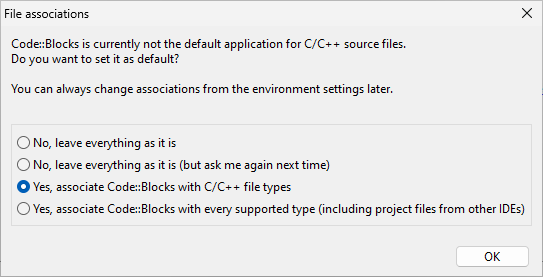 File associations
Code::Blocks is currently not the default application for C/C++ source files.
Do you want to set it as default?
You can always change associations from the environment settings later.
No, leave everything as it is
No, leave everything as it is (but ask me again next time)
Yes, associate Code::Blocks with C/C++ file types
Yes, associate Code::Blocks with every supported type (including project files from other IDEs)
OK